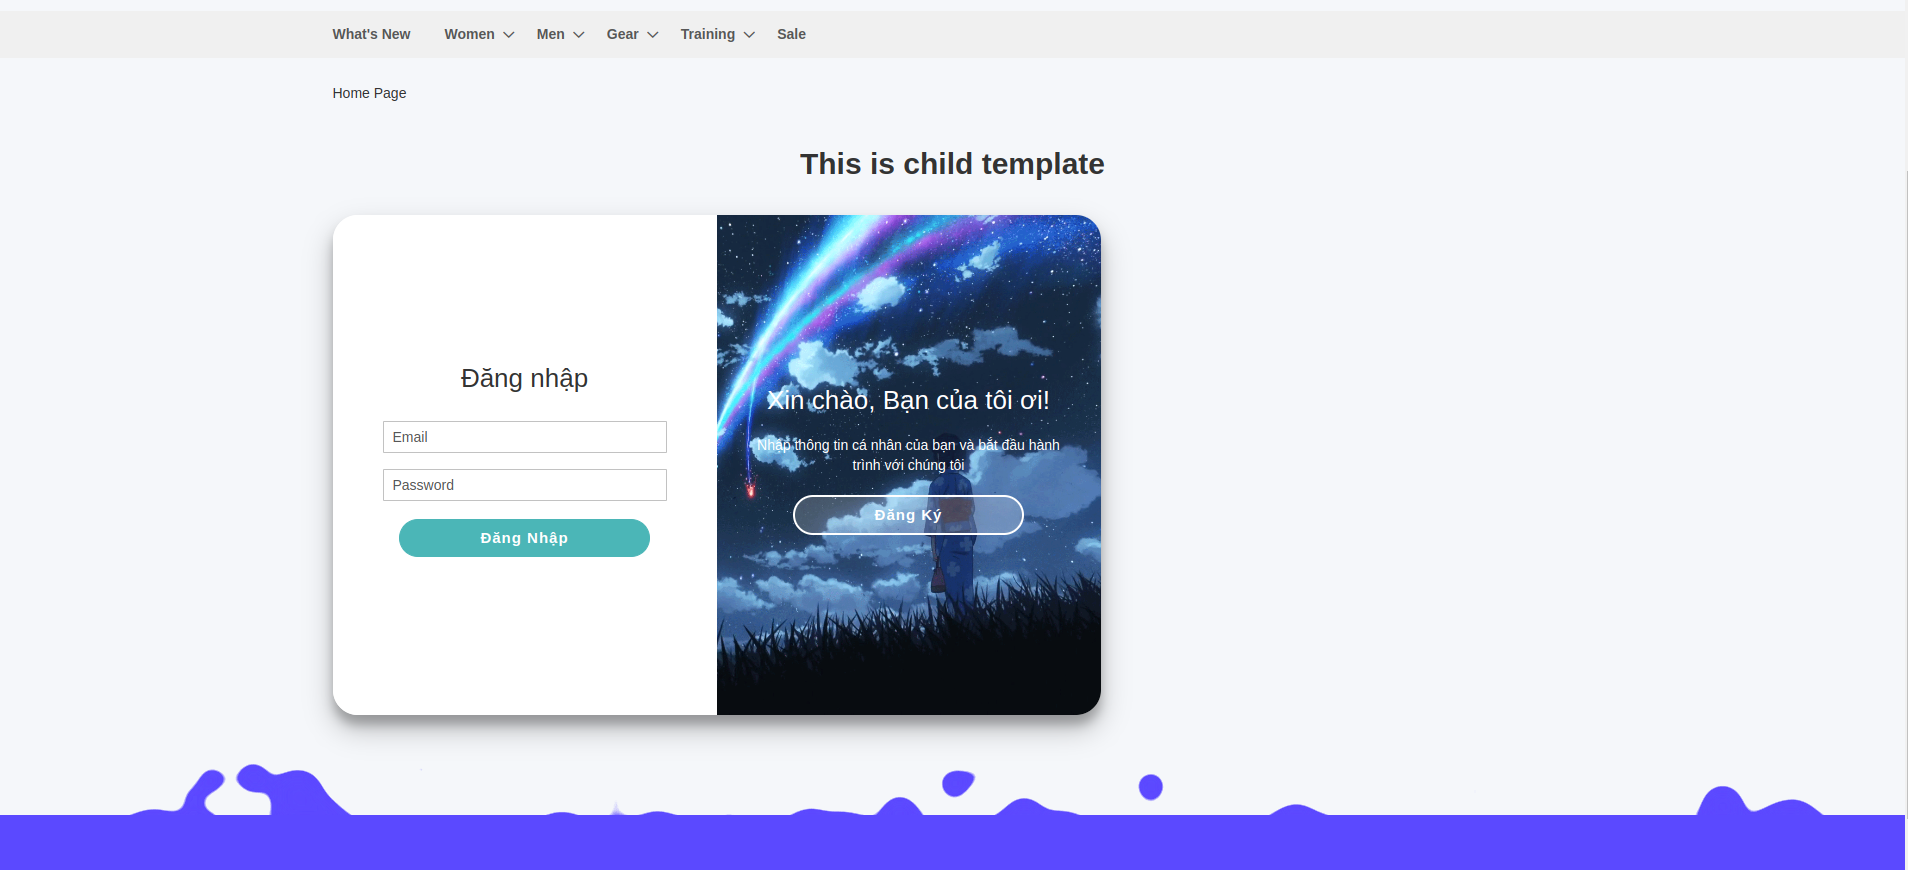 What's New Women Men Gear Training Sale
Home Page
This is child template
Đăng nhập
Email
Password
Đăng Nhập
Xin chào, Bạn của tôi ơi!
Nhập thông tin cá nhân của bạn và bắt đầu hành
trình với chúng tôi
Đăng Ký